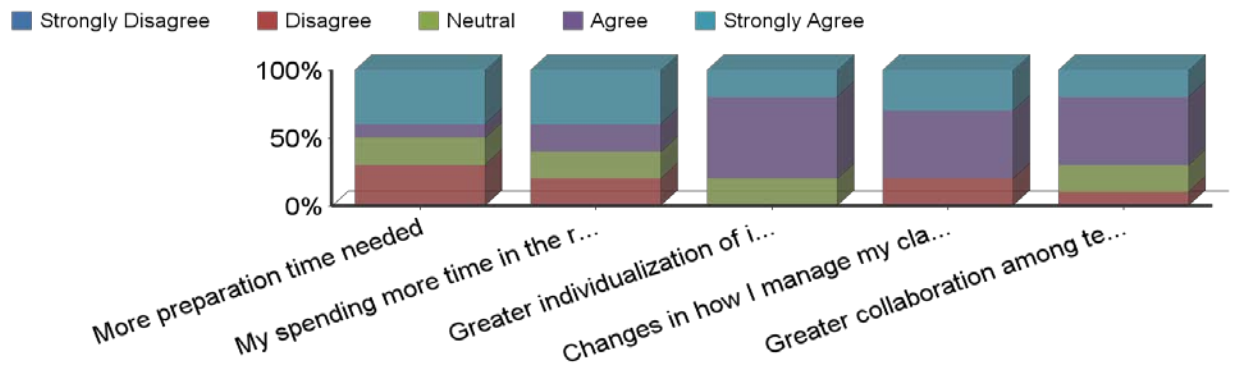 Strongly Disagree
Disagree
Neutral
Agree
Strongly Agree
100%
50%
0%
More preparation time needed
My spending more time in the r...
Greater individualization of i...
Changes in how I manage my cla...
Greater collaboration among te...